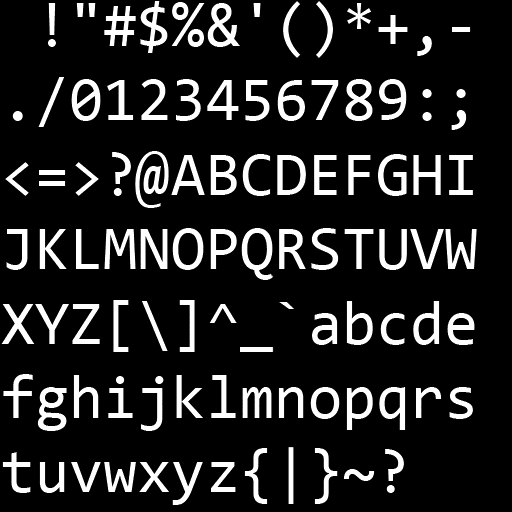 !"#$%&'()*+,-
./0123456789:;
<=>?@ABCDEFGHI
JKLMNOPQRSTUVW
XYZ[\]^_`abcde
fghijklmnopqrs
tuvwxyz{|}~?